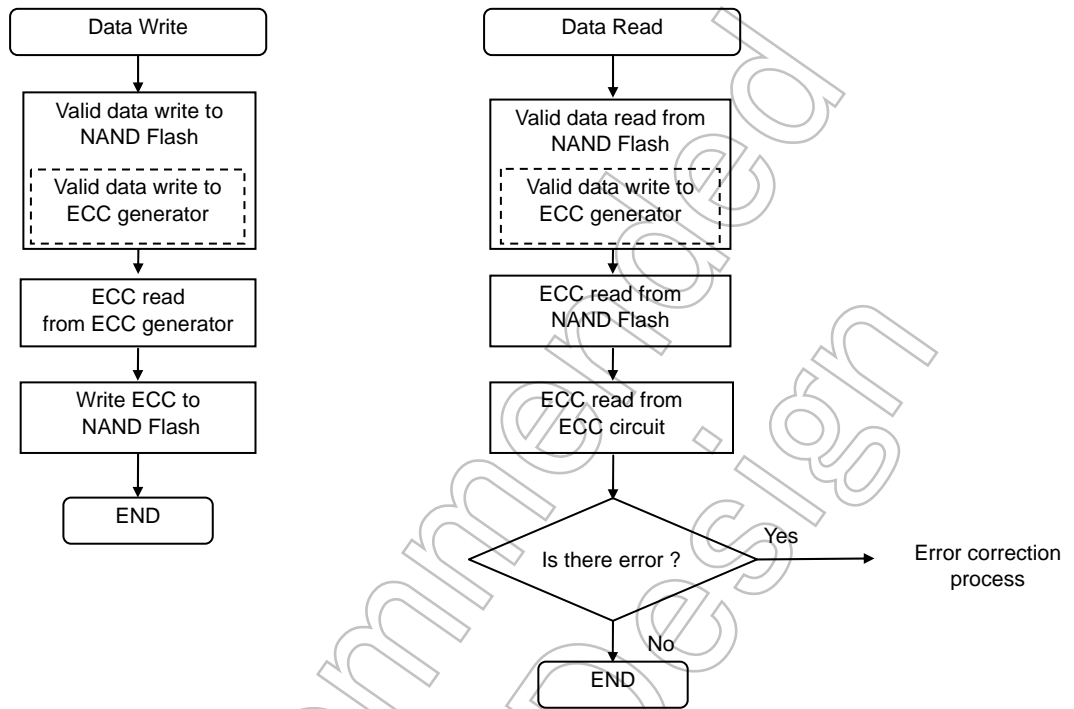 Data Write
Valid data write to
NAND Flash
Valid data write to
ECC generator
ECC read
from ECC generator
Write ECC to
NAND Flash
END
Data Read
Valid data read from
NAND Flash
Valid data write to
ECC generator
ECC read from
NAND Flash
ECC read from
ECC circuit
Is there error ?
Yes
Error correction
process
No
END
Design